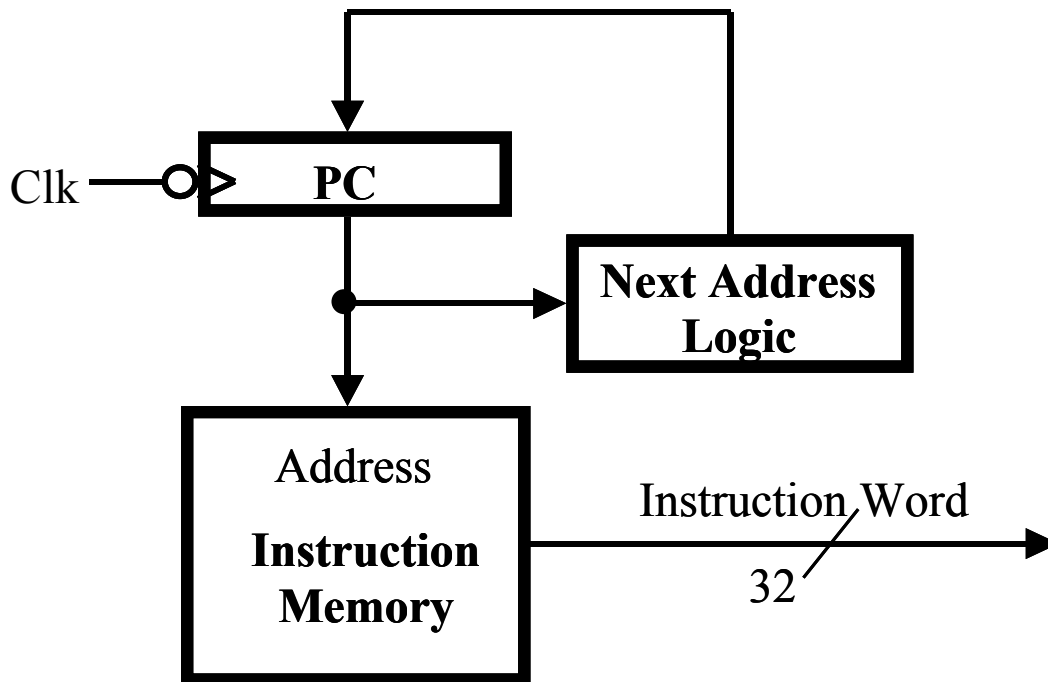 Clk
PC
Next Address
Logic
Address
Instruction
Memory
Instruction Word
32